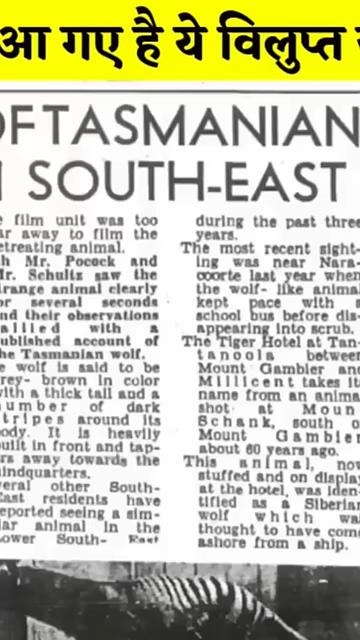 आ गए है ये विलुप्त
OF TASMANIAN
SOUTH-EAST
film unit was too
away to film the
retreating animal.
Mr. Pocock and
Mr. Schultz saw the
strange animal clearly
for several seconds
and their observations
tallied with a
published account of
the Tasmanian wolf.
wolf is said to be
grey- brown in color
with a thick tail and a
number of dark
stripes around its
body. It is heavily
built in front and tap-
away towards the
hindquarters.
several other South-
East residents have
reported seeing a sim-
ilar animal in the
Lower South- East
during the past three
years.
The most recent sight-
ing was near Nara-
coorte last year when
the wolf- like animal
kept pace with a
school bus before dis-
appearing into scrub.
The Tiger Hotel at Tan-
tanoola between
Mount Gambier and
Millicent takes its
name from an animal
shot at Mount
Schank, south of
Mount Gambier
about 60 years ago.
This animal, now
stuffed and on display
at the hotel, was iden-
tified as a Siberian
wolf which was
thought to have come
ashore from a ship.